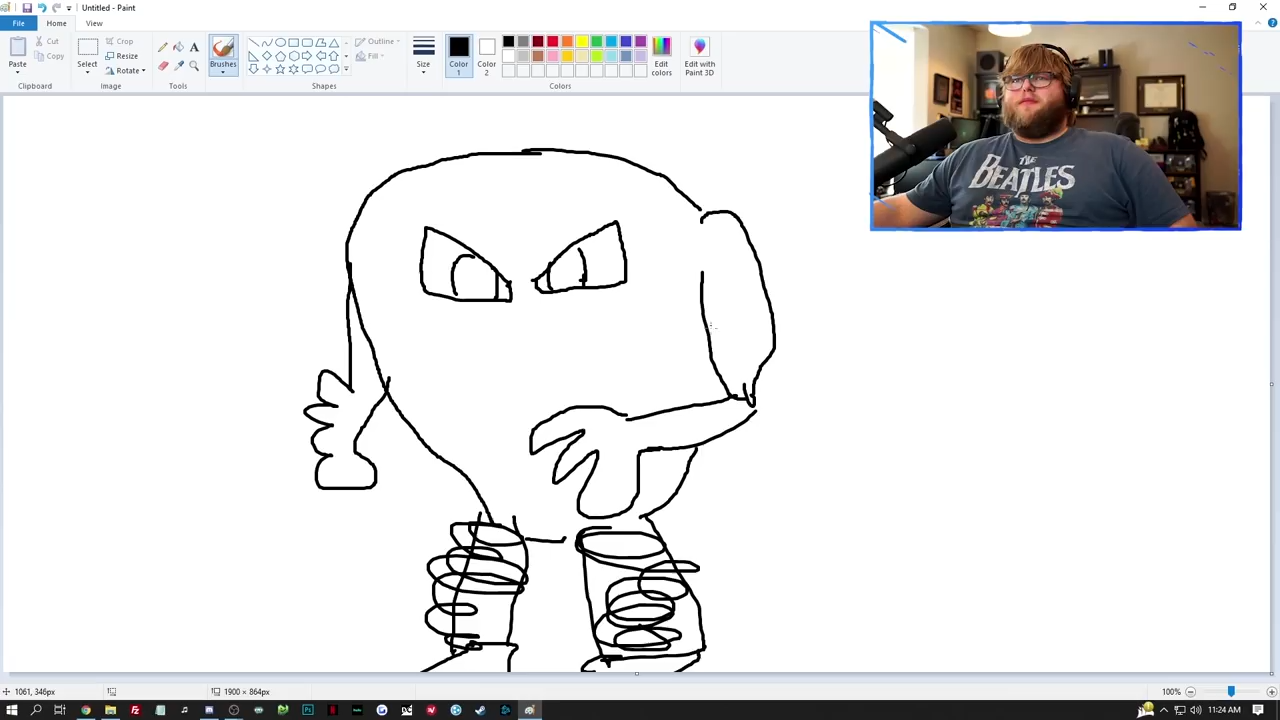 Untitled - Paint
File
Home
View
Paste
Cut
Copy
Clipboard
Select
Crop
Resize
Rotate
Image
A
Tools
Brushes
Outline
Fill
Shapes
Size
Color
1
Color
2
Edit
colors
Colors
Edit with
Paint 3D
THE
BEATLES
1061, 346px
1900 × 864px
100%
11:24 AM